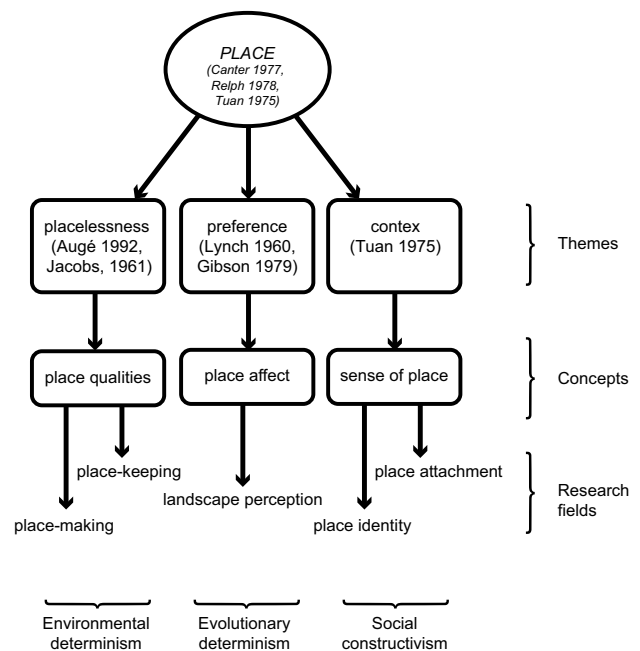 PLACE
(Canter 1977,
Relph 1978,
Tuan 1975)
placelessness
(Augé 1992,
Jacobs, 1961)
preference
(Lynch 1960,
Gibson 1979)
contex
(Tuan 1975)
Themes
place qualities
place affect
sense of place
Concepts
place-keeping
place-making
landscape perception
place attachment
place identity
Research
fields
Environmental
determinism
Evolutionary
determinism
Social
constructivism